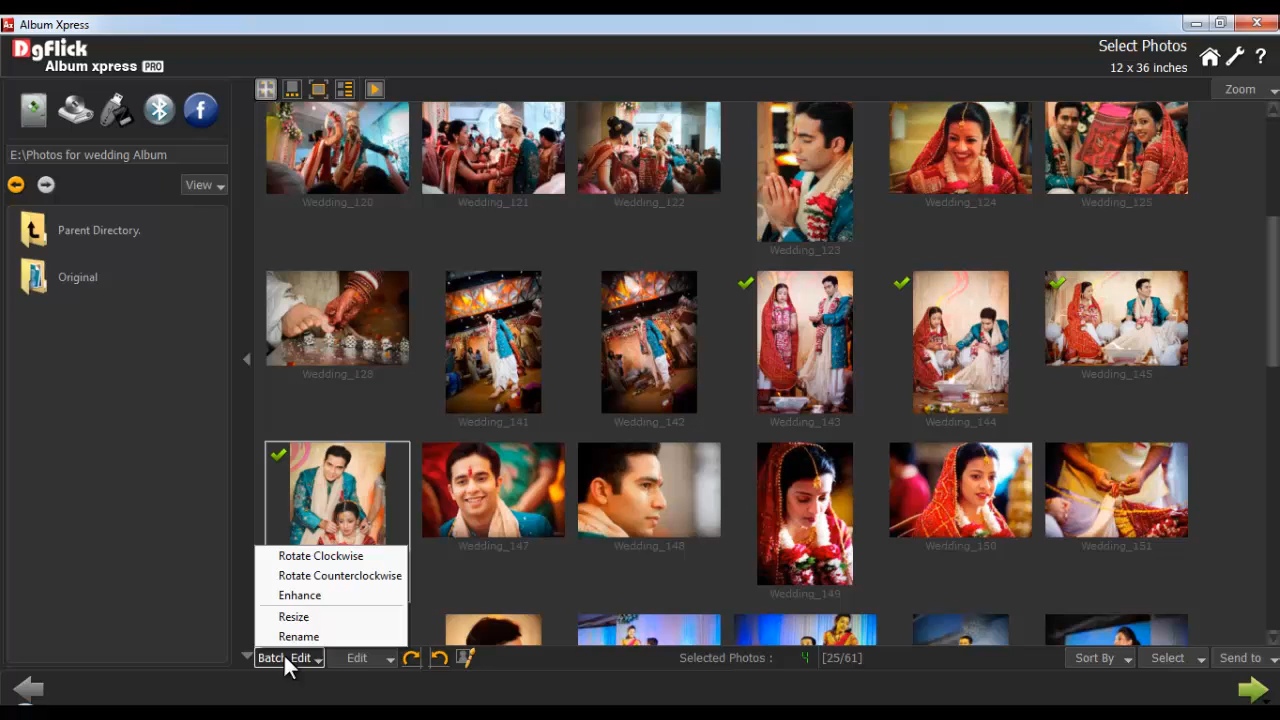 Album Xpress
DgFlick
Album xpress PRO
Select Photos
12 x 36 inches
Zoom
E:\Photos for wedding Album
View
Parent Directory.
Original
Wedding_120
Wedding_121
Wedding_122
Wedding_123
Wedding_124
Wedding_125
Wedding_128
Wedding_141
Wedding_142
Wedding_143
Wedding_144
Wedding_145
Wedding_147
Wedding_148
Wedding_149
Wedding_150
Wedding_151
Rotate Clockwise
Rotate Counterclockwise
Enhance
Resize
Rename
Batch Edit
Edit
Selected Photos : 4 [25/61]
Sort By
Select
Send to